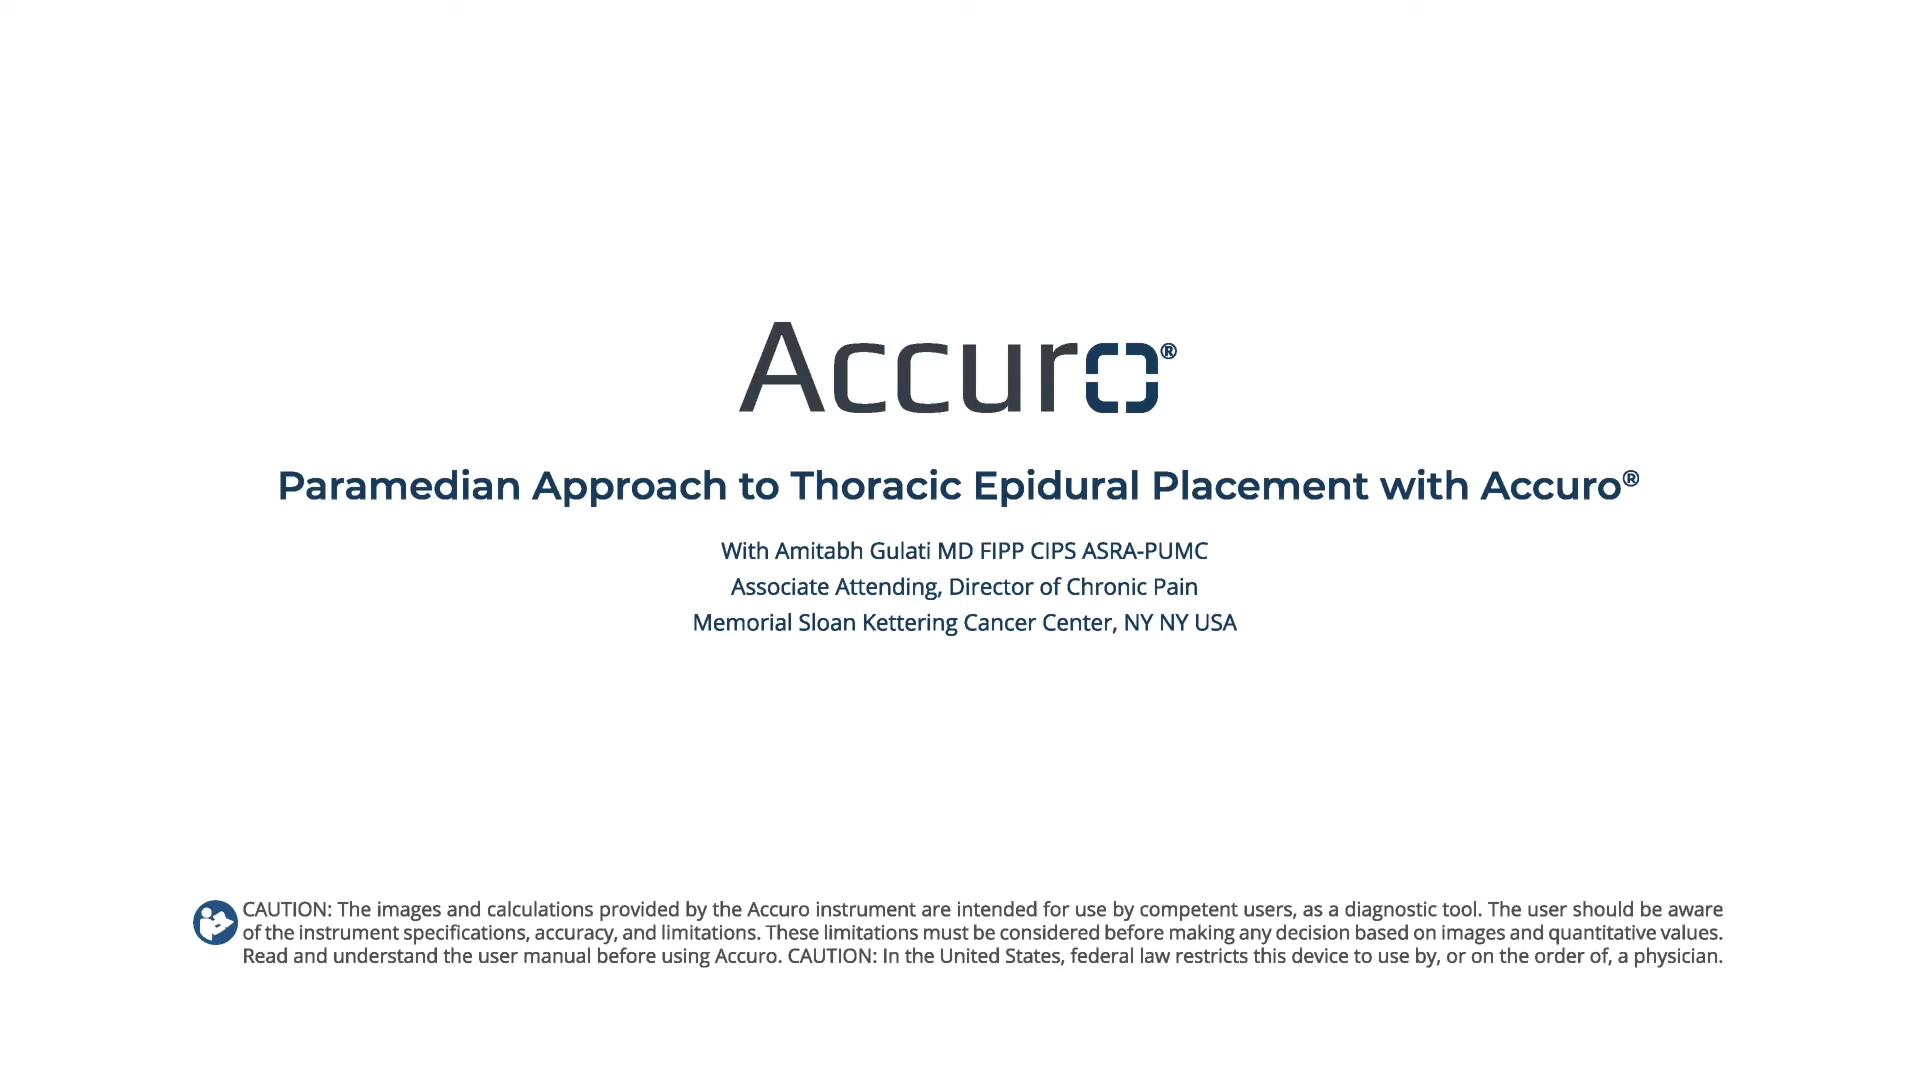 Accuro®
Paramedian Approach to Thoracic Epidural Placement with Accuro®
With Amitabh Gulati MD FIPP CIPS ASRA-PUMC
Associate Attending, Director of Chronic Pain
Memorial Sloan Kettering Cancer Center, NY NY USA
CAUTION: The images and calculations provided by the Accuro instrument are intended for use by competent users, as a diagnostic tool. The user should be aware
of the instrument specifications, accuracy, and limitations. These limitations must be considered before making any decision based on images and quantitative values.
Read and understand the user manual before using Accuro. CAUTION: In the United States, federal law restricts this device to use by, or on the order of, a physician.